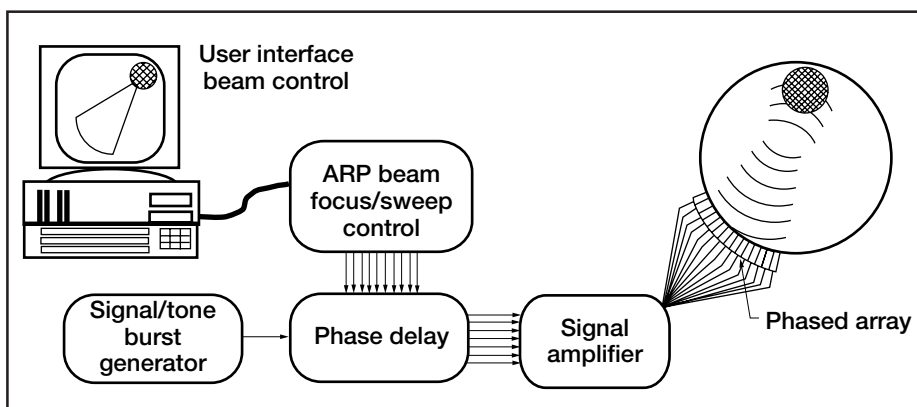 User interface
beam control
ARP beam
focus/sweep
control
Signal/tone
burst
generator
Phase delay
Signal
amplifier
Phased array